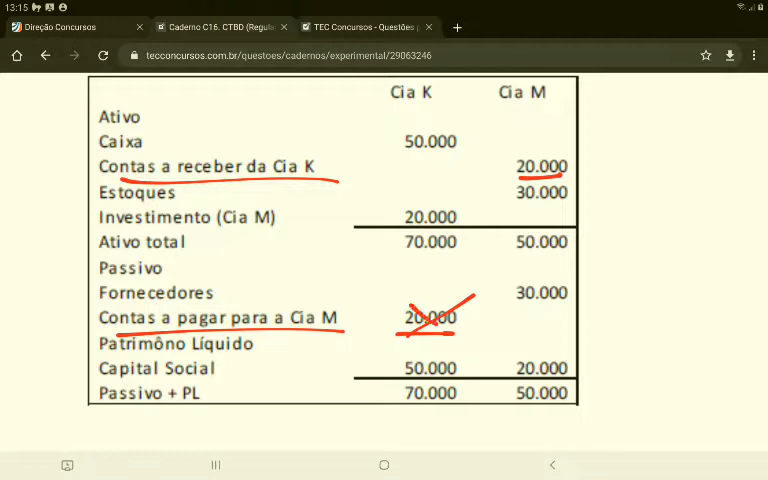 13:15
Direção Concursos
Caderno C16. CTBD (Regula
TEC Concursos - Questões p
tecconcursos.com.br/questoes/cadernos/experimental/29063246
Cia K Cia M
Ativo
Caixa 50.000
Contas a receber da Cia K 20.000
Estoques 30.000
Investimento (Cia M) 20.000
Ativo total 70.000 50.000
Passivo
Fornecedores 30.000
Contas a pagar para a Cia M 20.000
Patrimôno Líquido
Capital Social 50.000 20.000
Passivo + PL 70.000 50.000